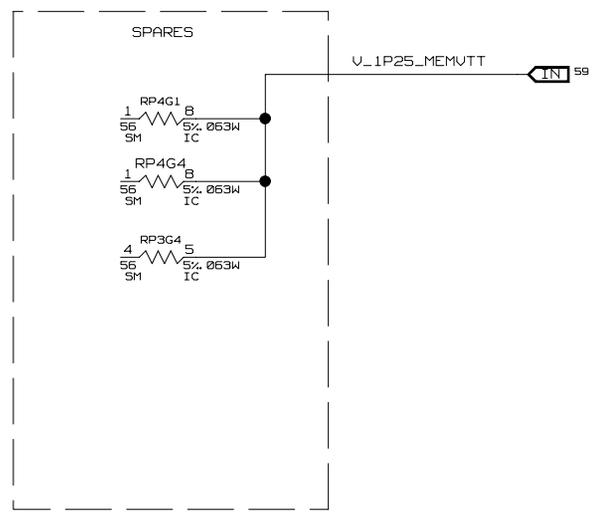 SPARES
V_1P25_MEMVTT
IN 59
RP4G1
1 8
56 5%.063W
SM IC
RP4G4
1 8
56 5%.063W
SM IC
RP3G4
4 5
56 5%.063W
SM IC